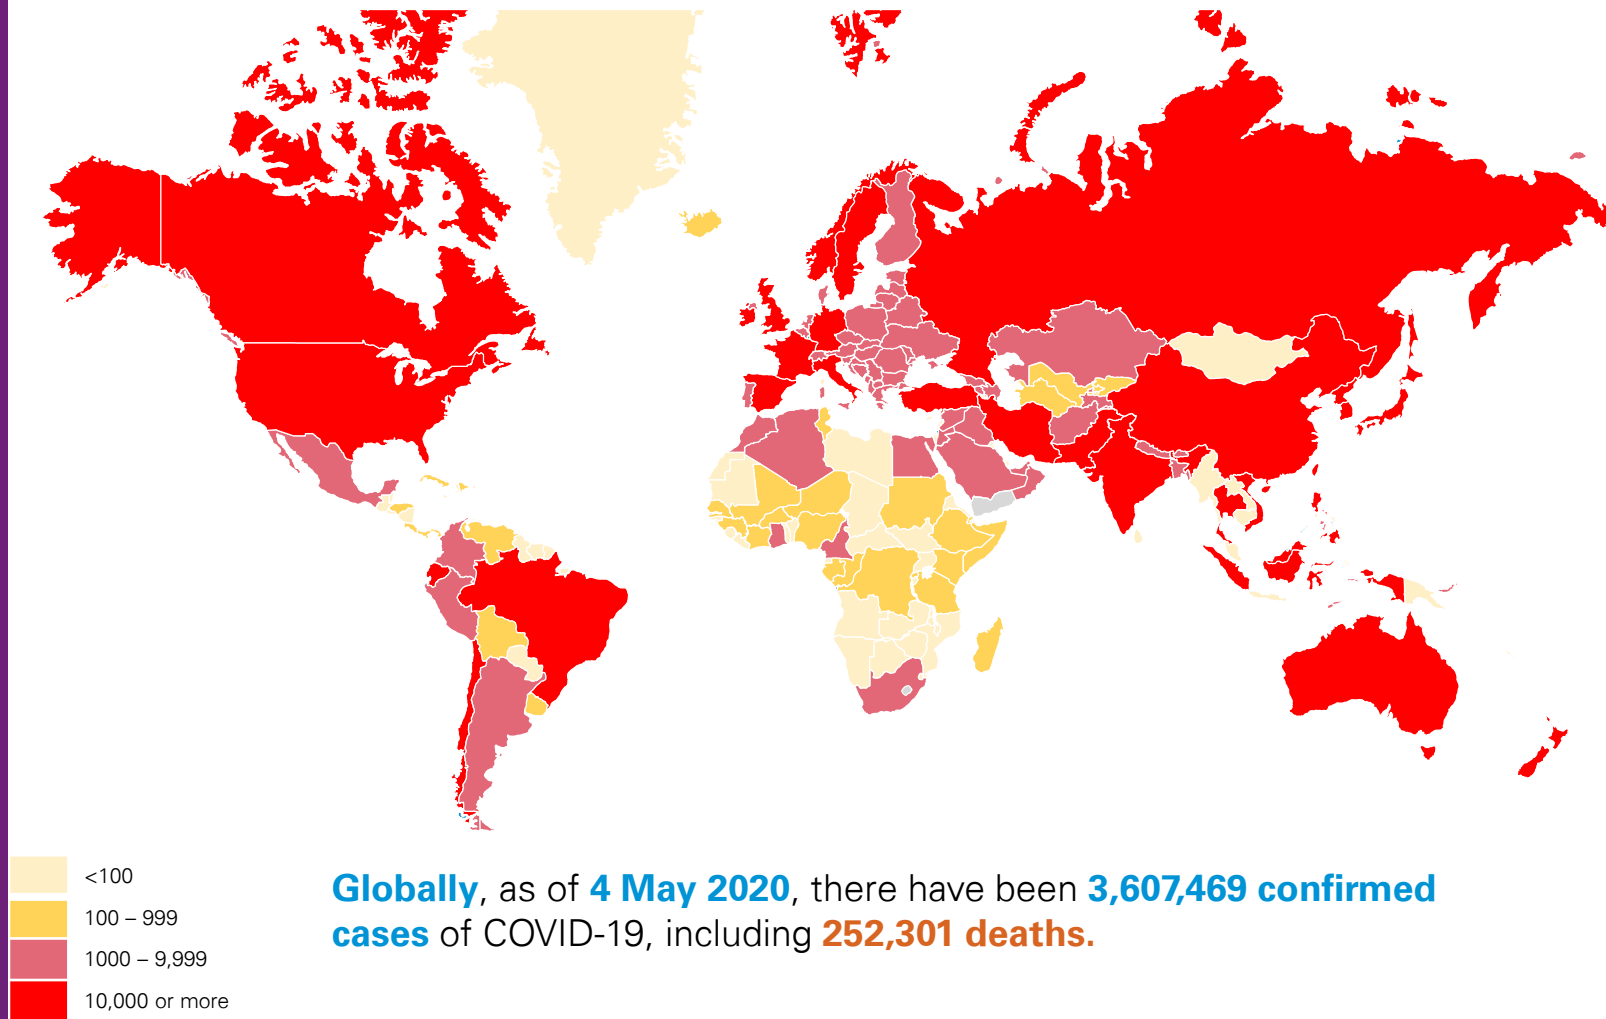 <100
100 – 999
1000 – 9,999
10,000 or more
Globally, as of 4 May 2020, there have been 3,607,469 confirmed
cases of COVID-19, including 252,301 deaths.